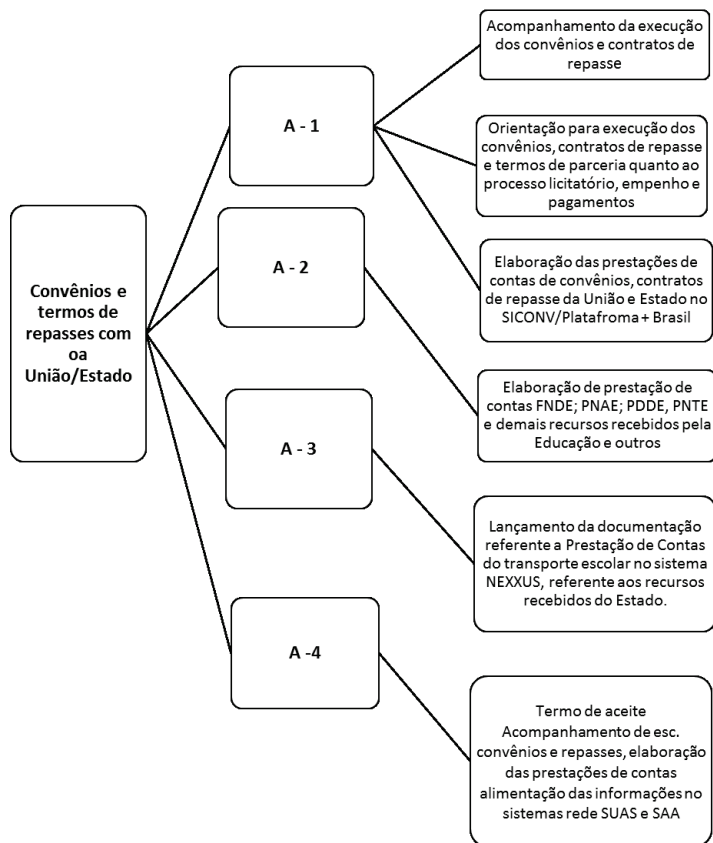 Convênios e
termos de
repasses com
oa
União/Estado
A - 1
Acompanhamento da execução
dos convênios e contratos de
repasse
Orientação para execução dos
convênios, contratos de repasse
e termos de parceria quanto ao
processo licitatório, empenho e
pagamentos
Elaboração das prestações de
contas de convênios, contratos
de repasse da União e Estado no
SICONV/Platafroma + Brasil
A - 2
Elaboração de prestação de
contas FNDE; PNAE; PDDE, PNTE
e demais recursos recebidos pela
Educação e outros
A - 3
Lançamento da documentação
referente a Prestação de Contas
do transporte escolar no sistema
NEXXUS, referente aos recursos
recebidos do Estado.
A -4
Termo de aceite
Acompanhamento de esc.
convênios e repasses, elaboração
das prestações de contas
alimentação das informações no
sistemas rede SUAS e SAA